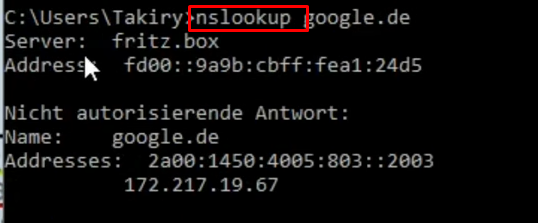 C:\Users\Takiry>nslookup google.de
Server:  fritz.box
Address:  fd00::9a9b:cbff:fea1:24d5
Nicht autorisierende Antwort:
Name:    google.de
Addresses:  2a00:1450:4005:803::2003
172.217.19.67